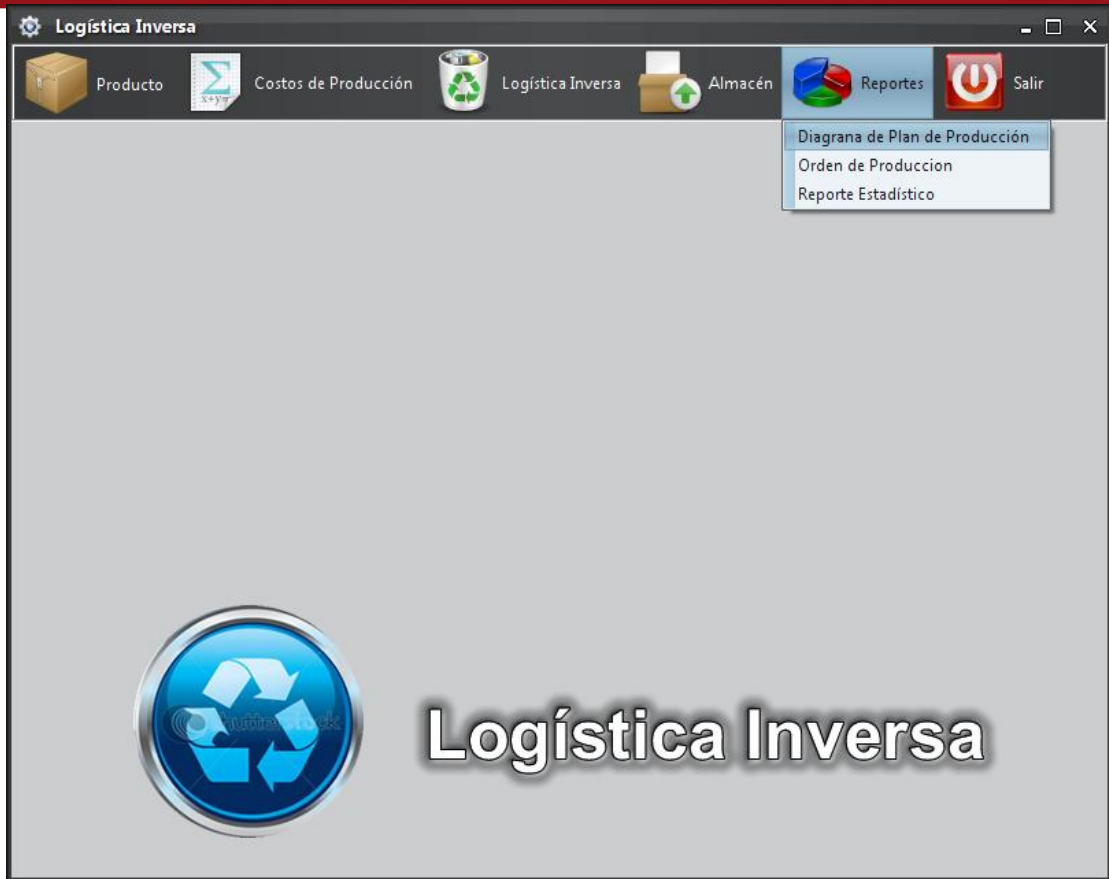 Logística Inversa
Producto
Σ
x+y=
Costos de Producción
Logística Inversa
Almacén
Reportes
Salir
Diagrana de Plan de Producción
Orden de Produccion
Reporte Estadístico
shutterstock
Logística Inversa